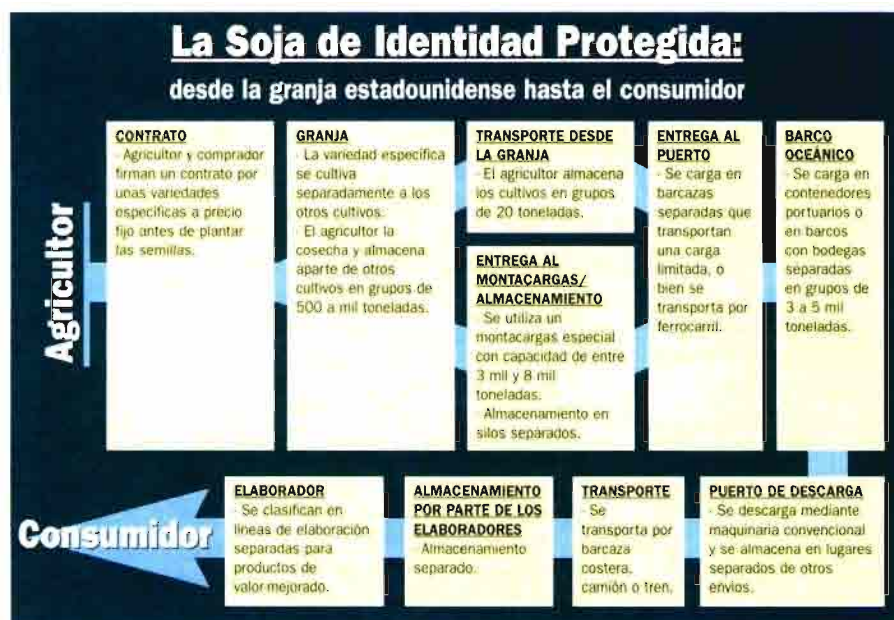 La Soja de Identidad Protegida:
desde la granja estadounidense hasta el consumidor
Agricultor
CONTRATO
- Agricultor y comprador
firman un contrato por
unas variedades
específicas a precio
fijo antes de plantar
las semillas.
GRANJA
- La variedad específica
se cultiva
separadamente a los
otros cultivos.
- El agricultor la
cosecha y almacena
aparte de otros
cultivos en grupos de
500 a mil toneladas.
TRANSPORTE DESDE
LA GRANJA
- El agricultor almacena
los cultivos en grupos
de 20 toneladas.
ENTREGA AL
MONTACARGAS/
ALMACENAMIENTO
- Se utiliza un
montacargas especial
con capacidad de entre
3 mil y 8 mil
toneladas.
- Almacenamiento en
silos separados.
ENTREGA AL
PUERTO
- Se carga en
barcazas
separadas que
transportan
una carga
limitada, o
bien se
transporta por
ferrocarril.
BARCO
OCEÁNICO
- Se carga en
contenedores
portuarios o
en barcos
con bodegas
separadas
en grupos de
3 a 5 mil
toneladas.
PUERTO DE DESCARGA
- Se descarga mediante
maquinaria convencional
y se almacena en lugares
separados de otros
envíos.
TRANSPORTE
- Se
transporta por
barcaza
costera,
camión o tren.
ALMACENAMIENTO
POR PARTE DE LOS
ELABORADORES
- Almacenamiento
separado.
ELABORADOR
- Se clasifican en
líneas de elaboración
separadas para
productos de
valor mejorado.
Consumidor